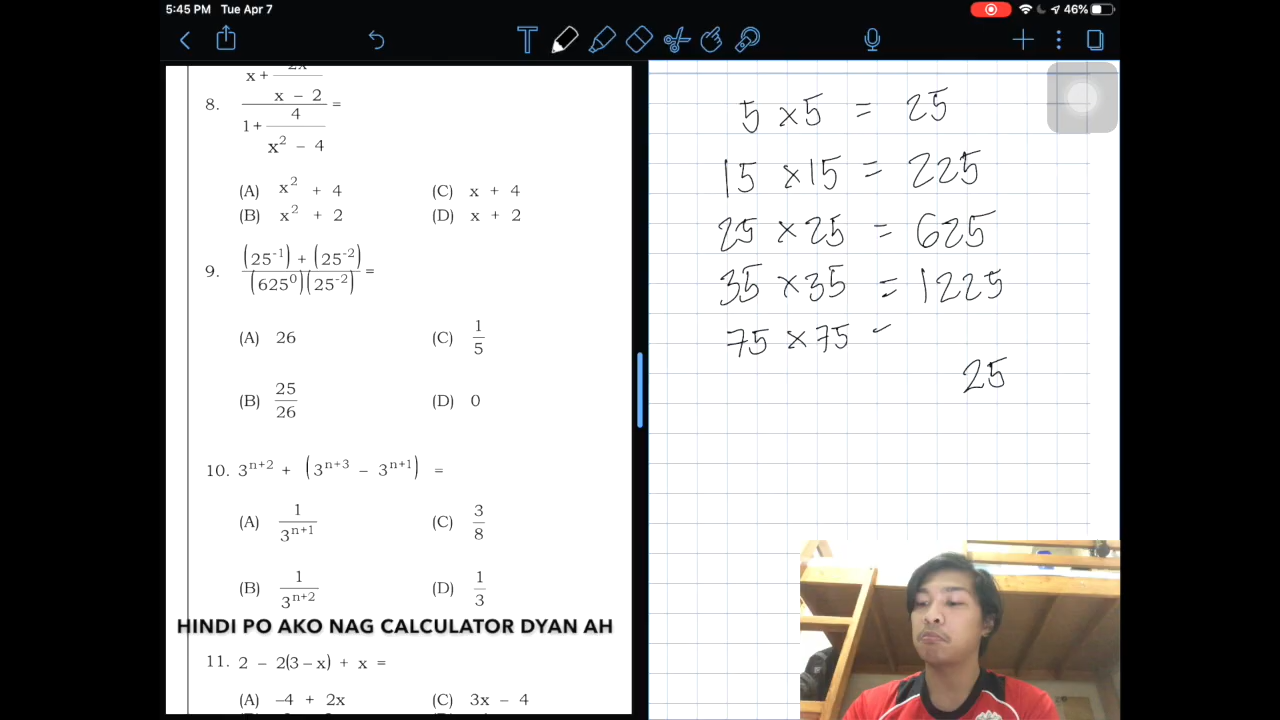 5:45 PM Tue Apr 7
46%
T
8. x + 2x
x – 2 =
1+ 4
x² – 4
(A) x² + 4 (C) x + 4
(B) x² + 2 (D) x + 2
9. (25⁻¹) + (25⁻²)
(625⁰)(25⁻²) =
(A) 26 (C) 1/5
(B) 25/26 (D) 0
10. 3ⁿ⁺² + (3ⁿ⁺³ – 3ⁿ⁺¹) =
(A) 1/3ⁿ⁺¹ (C) 3/8
(B) 1/3ⁿ⁺² (D) 1/3
HINDI PO AKO NAG CALCULATOR DYAN AH
11. 2 – 2(3 – x) + x =
(A) –4 + 2x (C) 3x – 4
5 x 5 = 25
15 x 15 = 225
25 x 25 = 625
35 x 35 = 1225
75 x 75
25